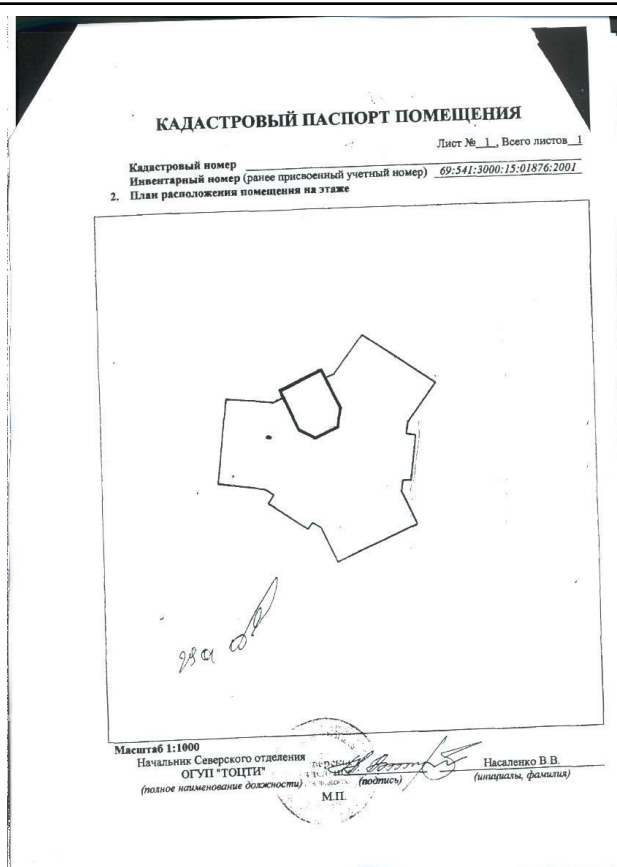 КАДАСТРОВЫЙ ПАСПОРТ ПОМЕЩЕНИЯ
Лист № 1 , Всего листов 1
Кадастровый номер
Инвентарный номер (ранее присвоенный учетный номер) 69:541:3000:15:01876:2001
2. План расположения помещения на этаже
Масштаб 1:1000
Начальник Северского отделения
ОГУП "ТОЦТИ"
Насаленко В.В.
(полное наименование должности) (подпись) (инициалы, фамилия)
М.П.